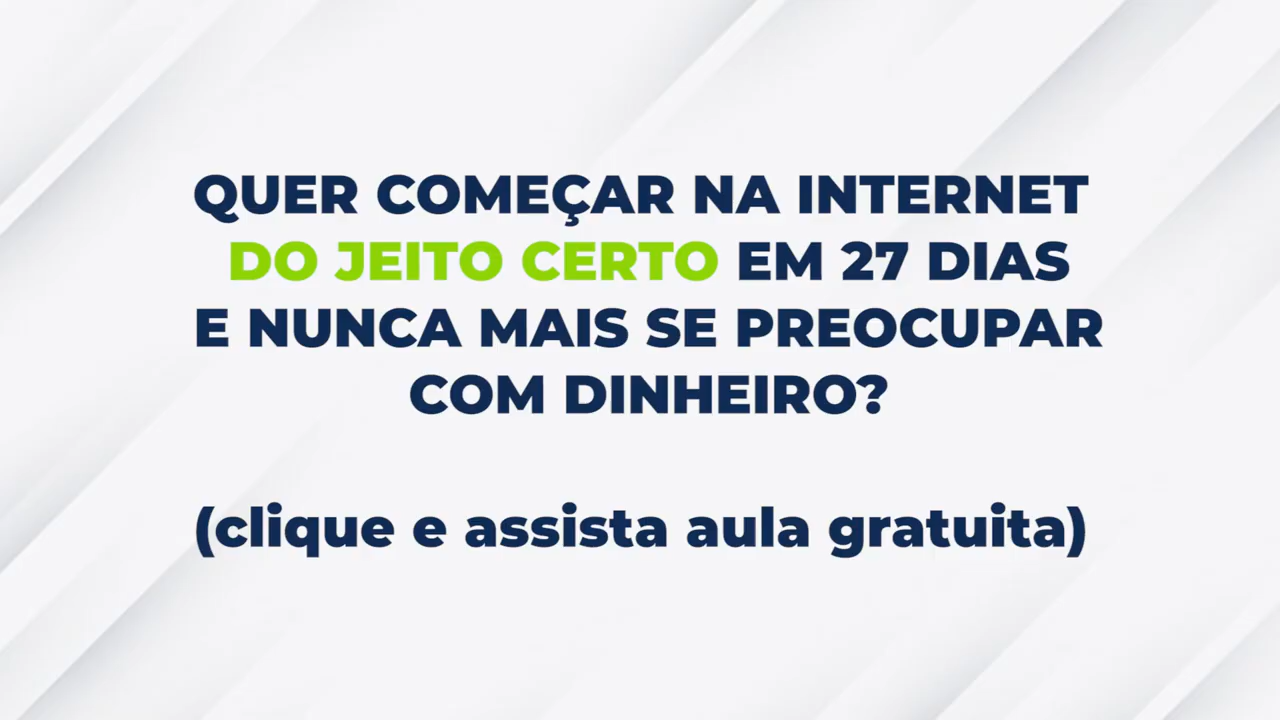 QUER COMEÇAR NA INTERNET
DO JEITO CERTO EM 27 DIAS
E NUNCA MAIS SE PREOCUPAR
COM DINHEIRO?
(clique e assista aula gratuita)